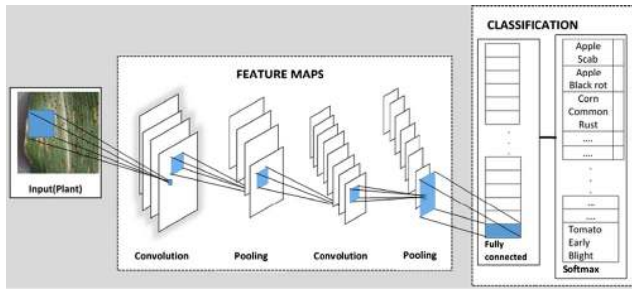 CLASSIFICATION
FEATURE MAPS
Input(Plant)
Convolution
Pooling
Convolution
Pooling
Fully
connected
Apple
Scab
Apple
Black rot
Corn
Common
Rust
....
....
...
....
Tomato
Early
Blight
Softmax